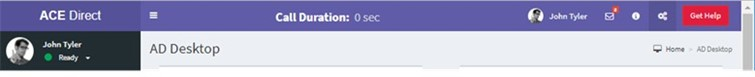 ACE Direct
Call Duration: 0 sec
John Tyler
Get Help
John Tyler
Ready
AD Desktop
Home > AD Desktop